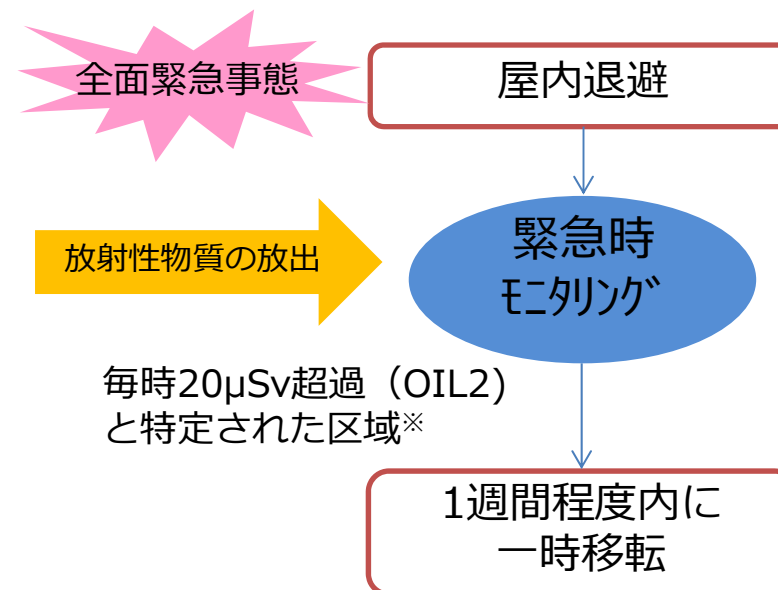 全面緊急事態
屋内退避
放射性物質の放出
緊急時
ﾓﾆﾀﾘﾝｸﾞ
毎時20μSv超過（OIL2)
と特定された区域※
1週間程度内に
一時移転